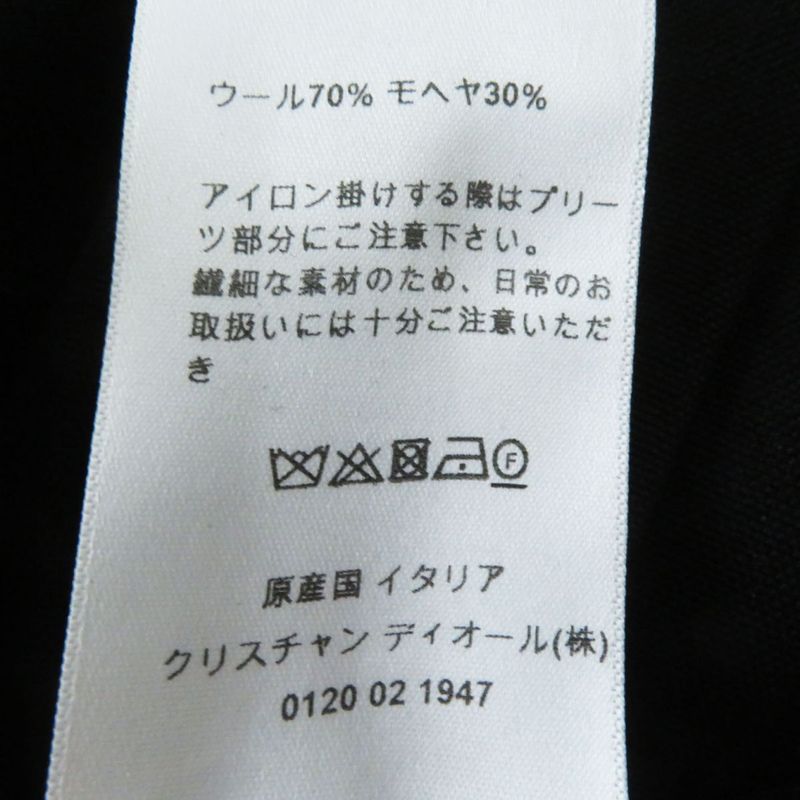 ウール70% モヘヤ30%
アイロン掛けする際はプリー
ツ部分にご注意下さい。
繊細な素材のため、日常のお
取扱いには十分ご注意いただ
き
F
原産国 イタリア
クリスチャン ディオール(株)
0120 02 1947